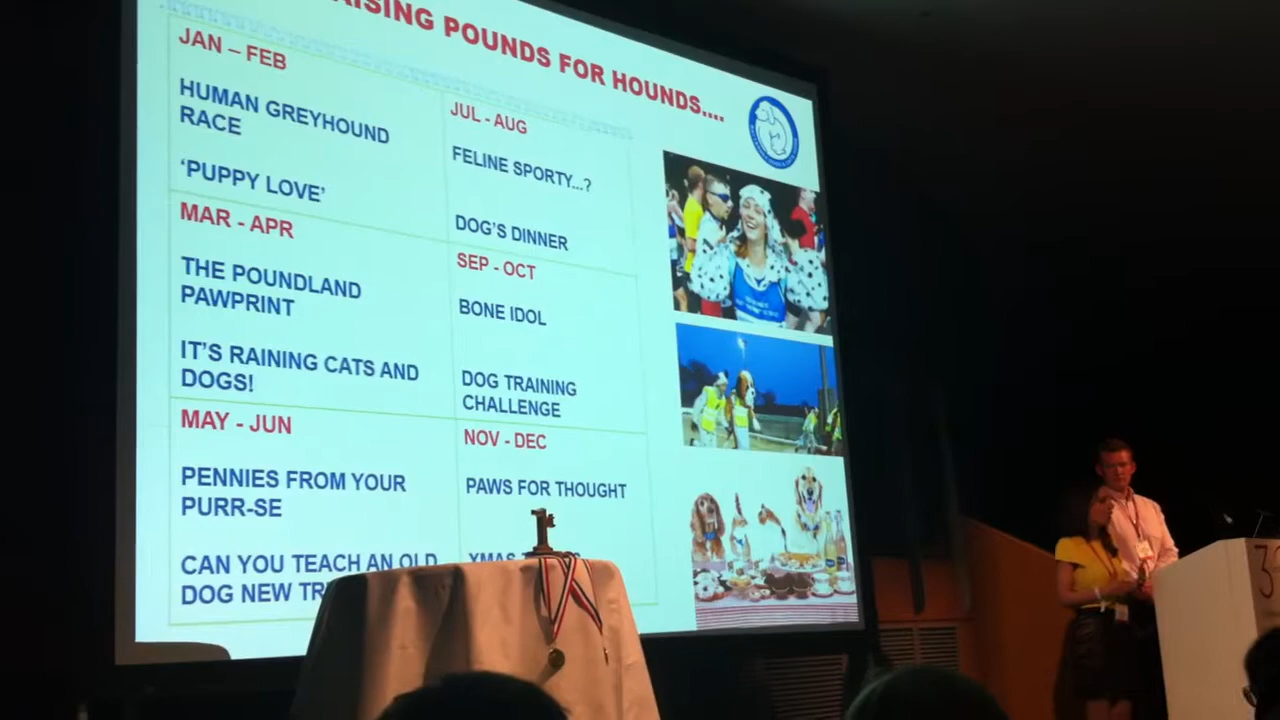 RAISING POUNDS FOR HOUNDS....
JAN – FEB
HUMAN GREYHOUND
RACE
‘PUPPY LOVE’
MAR - APR
THE POUNDLAND
PAWPRINT
IT’S RAINING CATS AND
DOGS!
MAY - JUN
PENNIES FROM YOUR
PURR-SE
CAN YOU TEACH AN OLD
DOG NEW
JUL - AUG
FELINE SPORTY...?
DOG’S DINNER
SEP - OCT
BONE IDOL
DOG TRAINING
CHALLENGE
NOV - DEC
PAWS FOR THOUGHT
XMAS
3